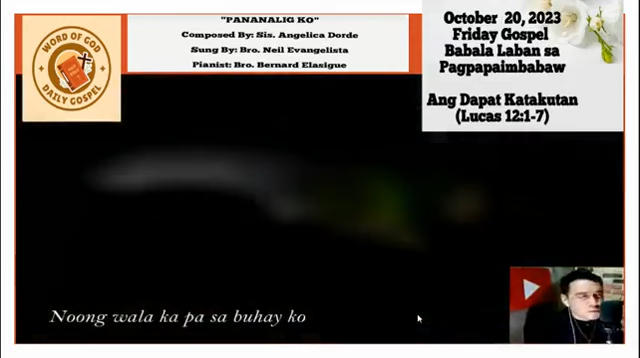 "PANANALIG KO"
Composed By: Sis. Angelica Dorde
Sung By: Bro. Neil Evangelista
Pianist: Bro. Bernard Elasigue
WORD OF GOD
DAILY GOSPEL
October 20, 2023
Friday Gospel
Babala Laban sa
Pagpapaimbabaw
Ang Dapat Katakutan
(Lucas 12:1-7)
Noong wala ka pa sa buhay ko